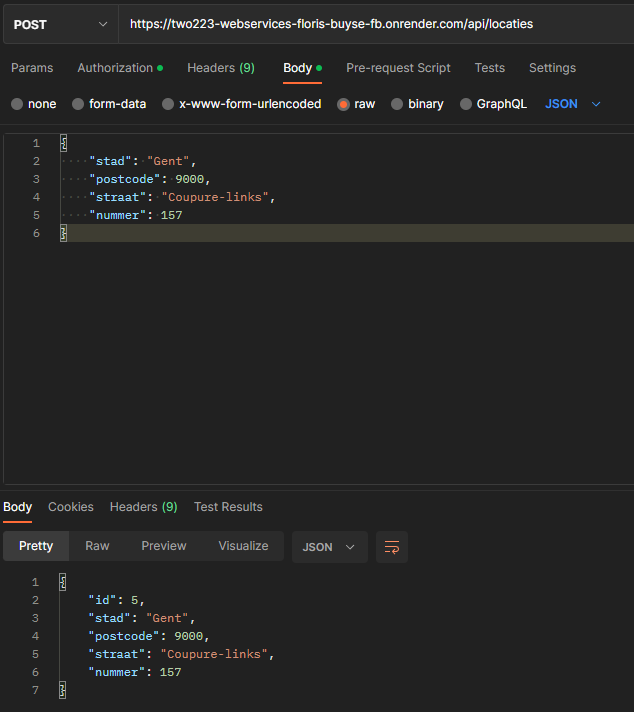 POST https://two223-webservices-floris-buyse-fb.onrender.com/api/locaties
Params Authorization Headers (9) Body Pre-request Script Tests Settings
none form-data x-www-form-urlencoded raw binary GraphQL JSON
1 {
2 "stad": "Gent",
3 "postcode": 9000,
4 "straat": "Coupure-links",
5 "nummer": 157
6 }
Body Cookies Headers (9) Test Results
Pretty Raw Preview Visualize JSON
1 {
2 "id": 5,
3 "stad": "Gent",
4 "postcode": 9000,
5 "straat": "Coupure-links",
6 "nummer": 157
7 }